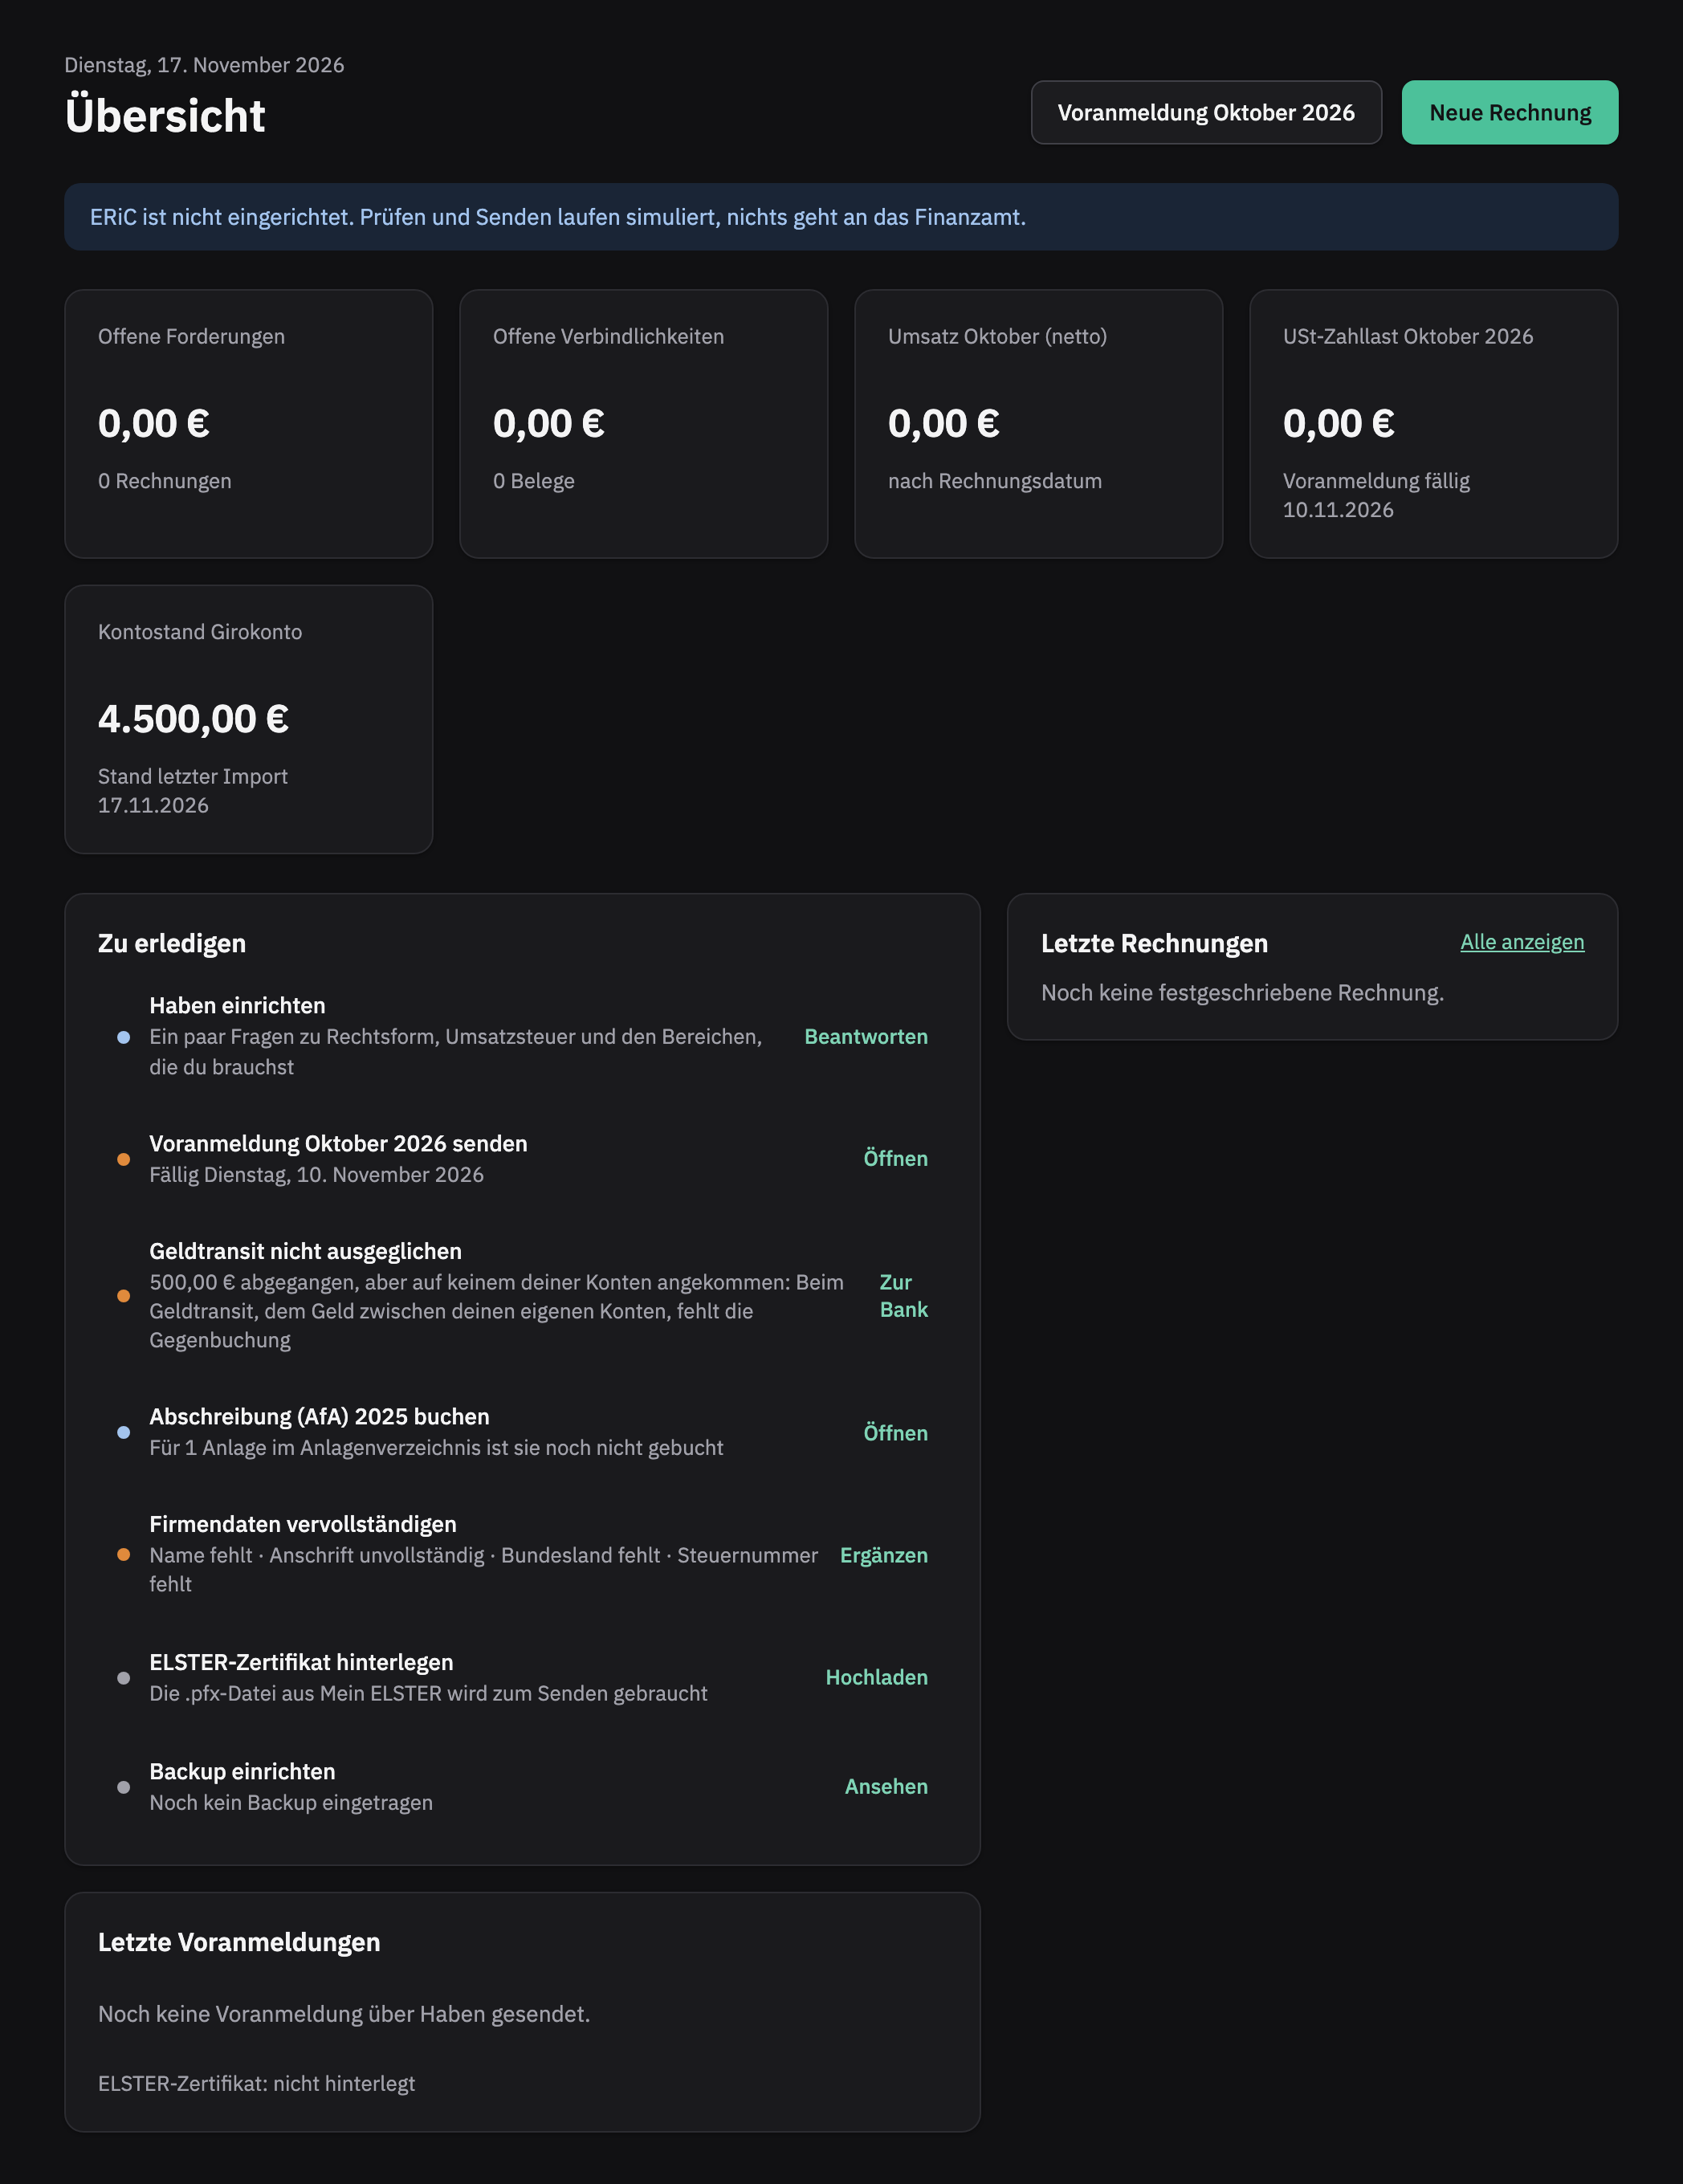 Dienstag, 17. November 2026
Übersicht
Voranmeldung Oktober 2026
Neue Rechnung
ERiC ist nicht eingerichtet. Prüfen und Senden laufen simuliert, nichts geht an das Finanzamt.
Offene Forderungen
0,00 €
0 Rechnungen
Offene Verbindlichkeiten
0,00 €
0 Belege
Umsatz Oktober (netto)
0,00 €
nach Rechnungsdatum
USt-Zahllast Oktober 2026
0,00 €
Voranmeldung fällig
10.11.2026
Kontostand Girokonto
4.500,00 €
Stand letzter Import
17.11.2026
Zu erledigen
Haben einrichten
Ein paar Fragen zu Rechtsform, Umsatzsteuer und den Bereichen,
die du brauchst
Beantworten
Voranmeldung Oktober 2026 senden
Fällig Dienstag, 10. November 2026
Öffnen
Geldtransit nicht ausgeglichen
500,00 € abgegangen, aber auf keinem deiner Konten angekommen: Beim
Geldtransit, dem Geld zwischen deinen eigenen Konten, fehlt die
Gegenbuchung
Zur
Bank
Abschreibung (AfA) 2025 buchen
Für 1 Anlage im Anlagenverzeichnis ist sie noch nicht gebucht
Öffnen
Firmendaten vervollständigen
Name fehlt · Anschrift unvollständig · Bundesland fehlt · Steuernummer
fehlt
Ergänzen
ELSTER-Zertifikat hinterlegen
Die .pfx-Datei aus Mein ELSTER wird zum Senden gebraucht
Hochladen
Backup einrichten
Noch kein Backup eingetragen
Ansehen
Letzte Rechnungen
Alle anzeigen
Noch keine festgeschriebene Rechnung.
Letzte Voranmeldungen
Noch keine Voranmeldung über Haben gesendet.
ELSTER-Zertifikat: nicht hinterlegt